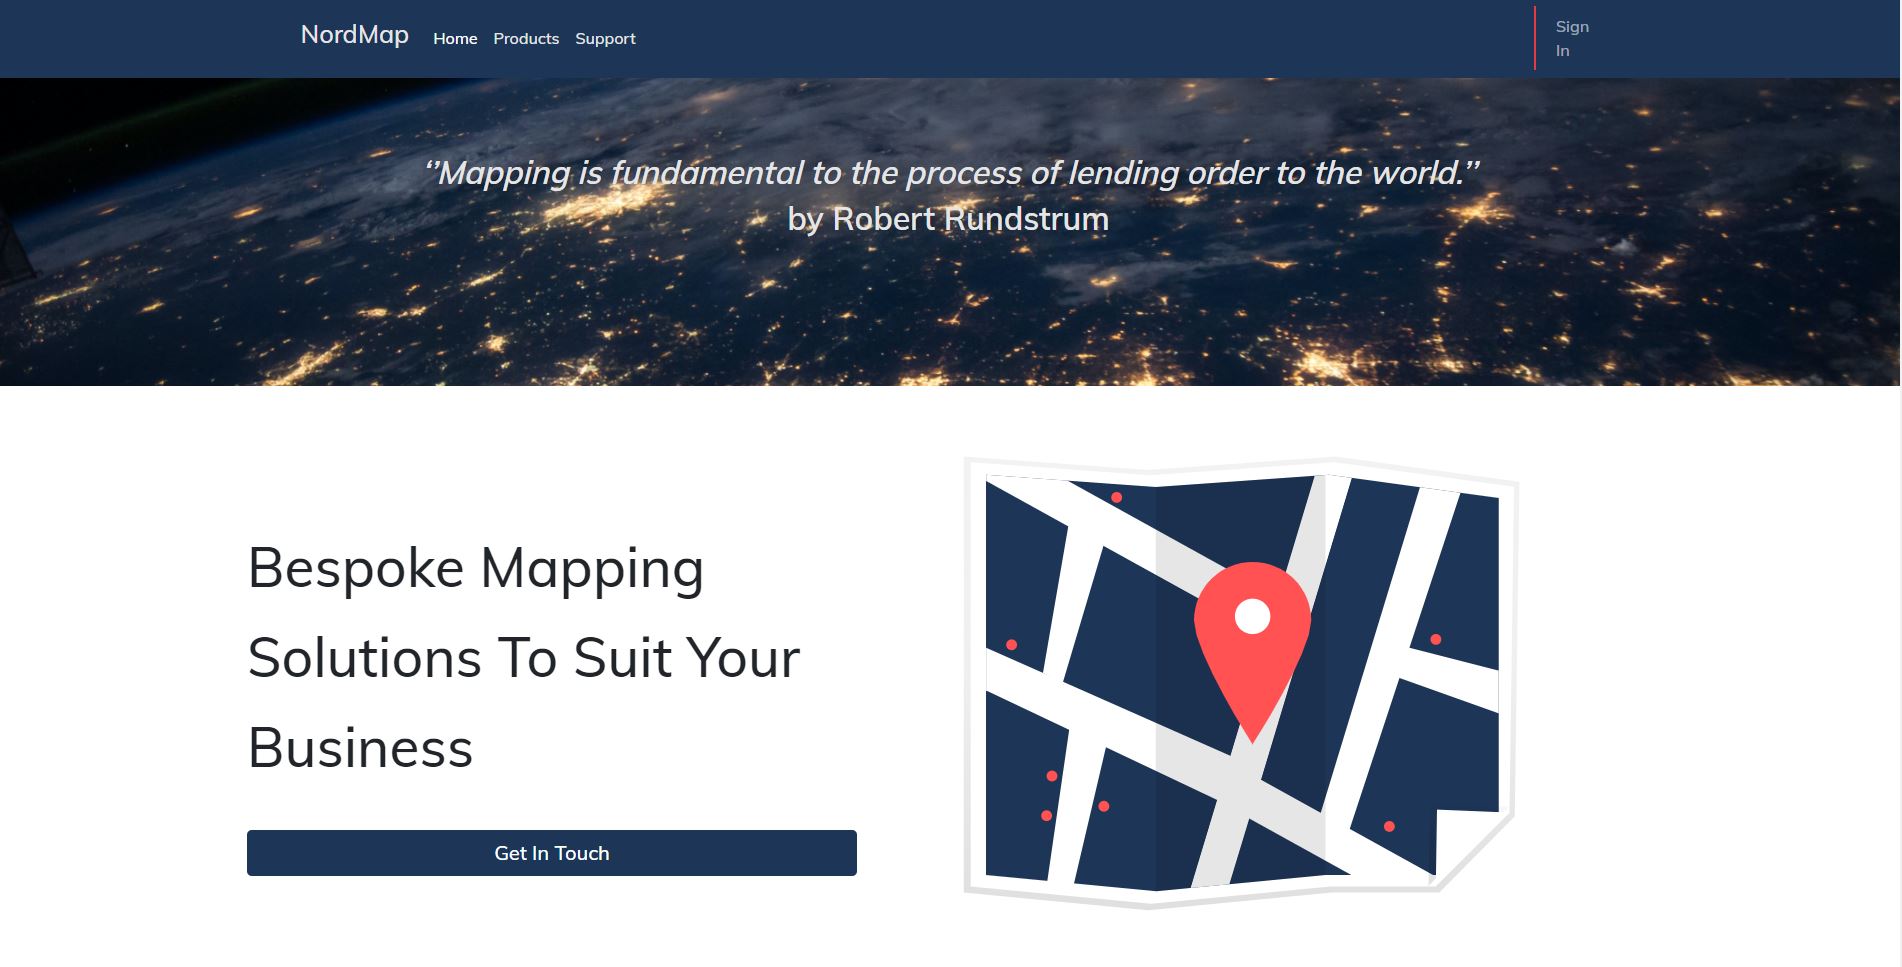 NordMap Home Products Support Sign
In
‘’Mapping is fundamental to the process of lending order to the world.’’
by Robert Rundstrum
Bespoke Mapping
Solutions To Suit Your
Business
Get In Touch